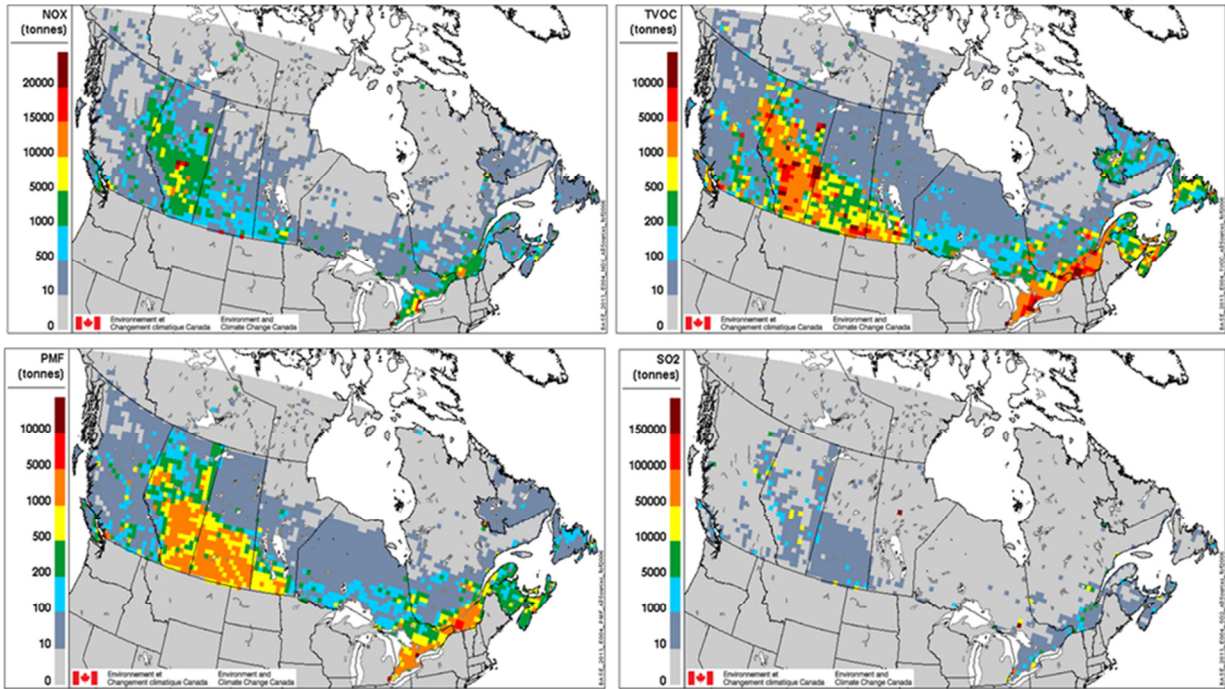 NOX
(tonnes)
20000
15000
10000
5000
1000
500
10
0
Environnement et
Changement climatique Canada
Environment and
Climate Change Canada
TVOC
(tonnes)
10000
5000
1000
500
200
100
10
0
Environnement et
Changement climatique Canada
Environment and
Climate Change Canada
PMF
(tonnes)
10000
5000
1000
500
200
100
10
0
Environnement et
Changement climatique Canada
Environment and
Climate Change Canada
SO2
(tonnes)
150000
100000
50000
10000
5000
1000
10
0
Environnement et
Changement climatique Canada
Environment and
Climate Change Canada